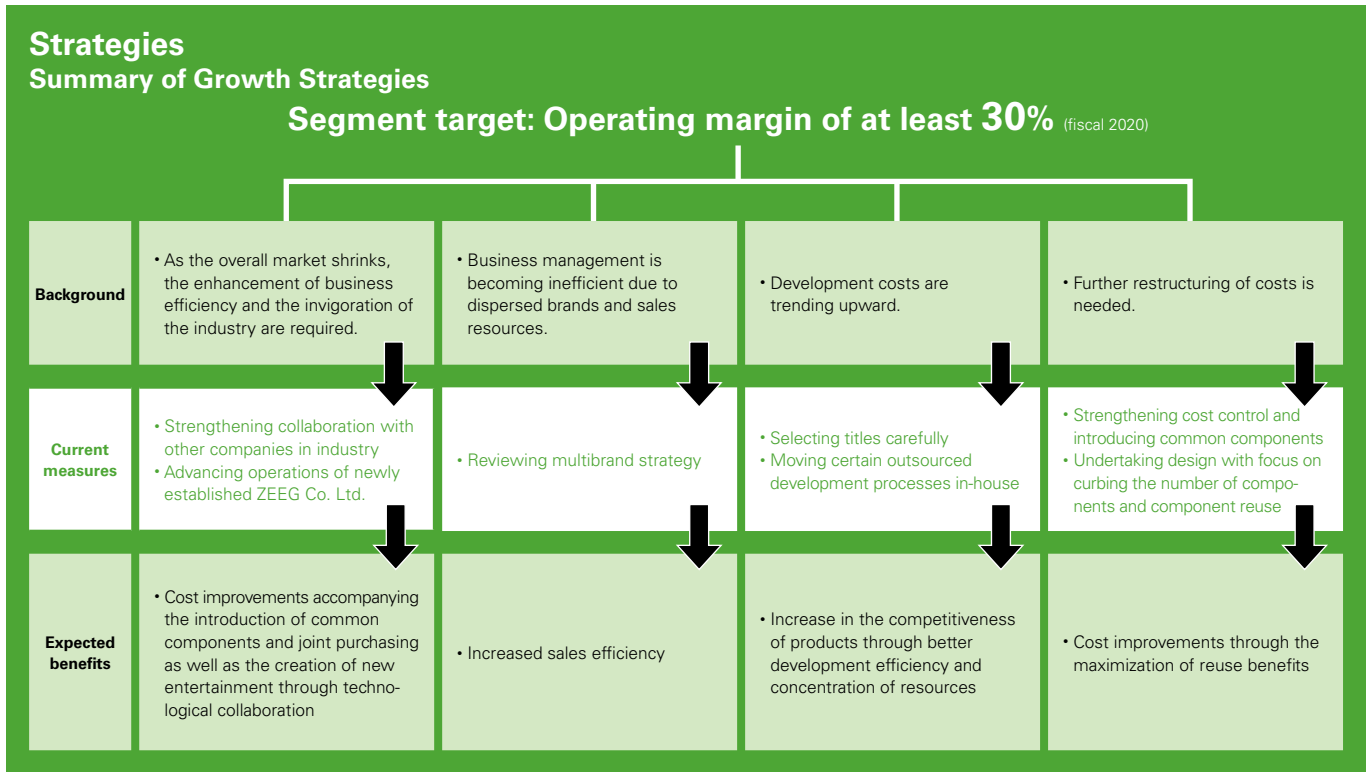 Strategies
Summary of Growth Strategies
Segment target: Operating margin of at least 30% (fiscal 2020)
Background
• As the overall market shrinks,
the enhancement of business
efficiency and the invigoration of
the industry are required.
• Business management is
becoming inefficient due to
dispersed brands and sales
resources.
• Development costs are
trending upward.
• Further restructuring of costs is
needed.
Current
measures
• Strengthening collaboration with
other companies in industry
• Advancing operations of newly
established ZEEG Co. Ltd.
• Reviewing multibrand strategy
• Selecting titles carefully
• Moving certain outsourced
development processes in-house
• Strengthening cost control and
introducing common components
• Undertaking design with focus on
curbing the number of compo-
nents and component reuse
Expected
benefits
• Cost improvements accompanying
the introduction of common
components and joint purchasing
as well as the creation of new
entertainment through techno-
logical collaboration
• Increased sales efficiency
• Increase in the competitiveness
of products through better
development efficiency and
concentration of resources
• Cost improvements through the
maximization of reuse benefits